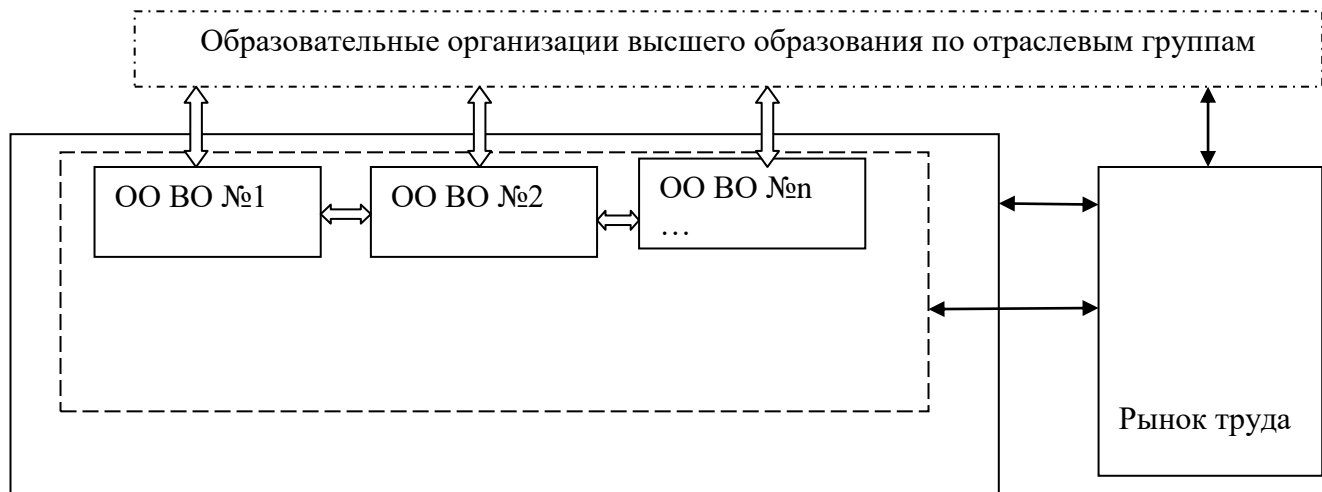 Образовательные организации высшего образования по отраслевым группам
ОО ВО №1
ОО ВО №2
ОО ВО №n
…
Рынок труда